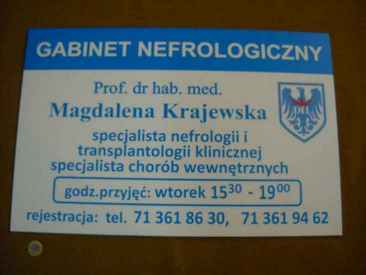 GABINET NEFROLOGICZNY
Prof. dr hab. med.
Magdalena Krajewska
specjalista nefrologii i
transplantologii klinicznej
specjalista chorób wewnętrznych
godz.przyjęć: wtorek 15³⁰ - 19⁰⁰
rejestracja: tel. 71 361 86 30, 71 361 94 62